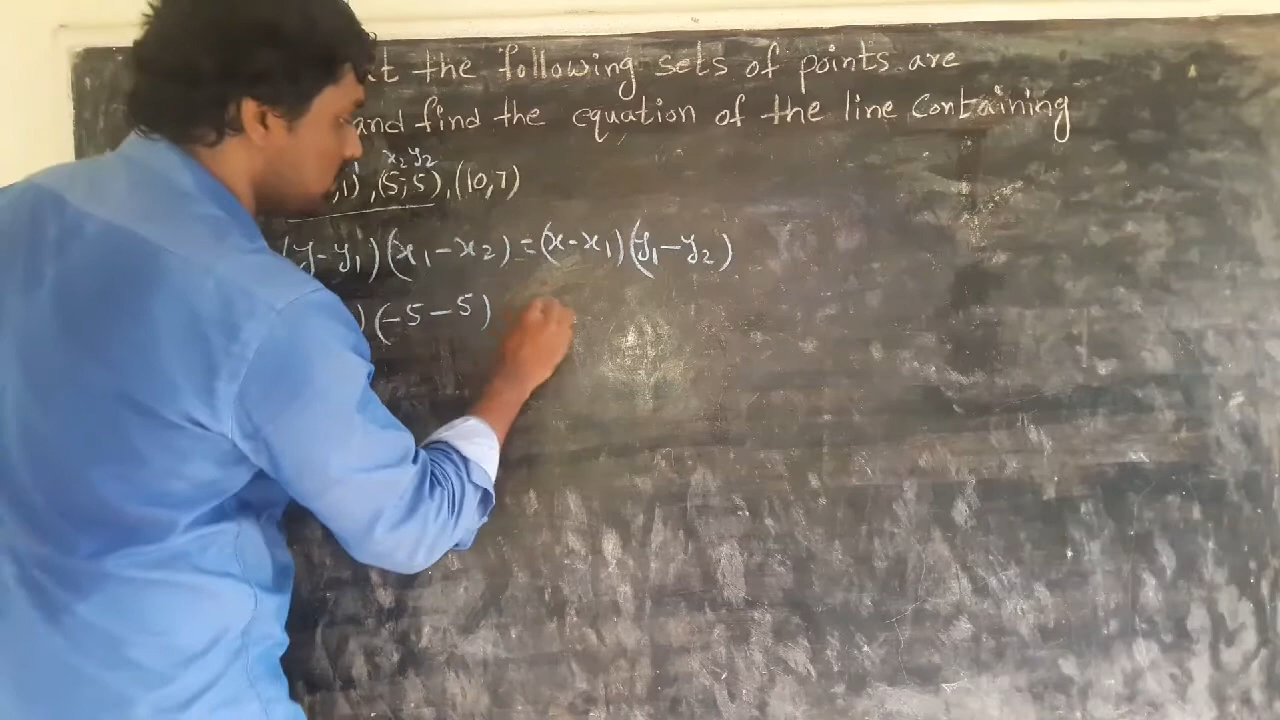 the following sets of points are
and find the equation of the line containing
x₂ y₂
,1), (5, 5), (10, 7)
(y - y₁)(x₁ - x₂) = (x - x₁)(y₁ - y₂)
)(-5 - 5)